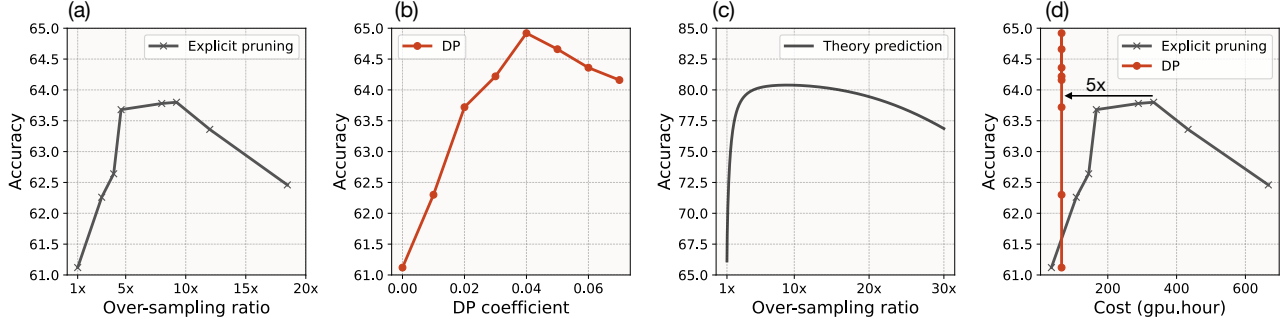 (a)
Explicit pruning
65.0
64.5
64.0
63.5
63.0
62.5
62.0
61.5
61.0
Accuracy
1x 5x 10x 15x 20x
Over-sampling ratio
(b)
DP
65.0
64.5
64.0
63.5
63.0
62.5
62.0
61.5
61.0
Accuracy
0.00 0.02 0.04 0.06
DP coefficient
(c)
Theory prediction
85.0
82.5
80.0
77.5
75.0
72.5
70.0
67.5
65.0
Accuracy
1x 10x 20x 30x
Over-sampling ratio
(d)
Explicit pruning
DP
5x
65.0
64.5
64.0
63.5
63.0
62.5
62.0
61.5
61.0
Accuracy
200 400 600
Cost (gpu.hour)